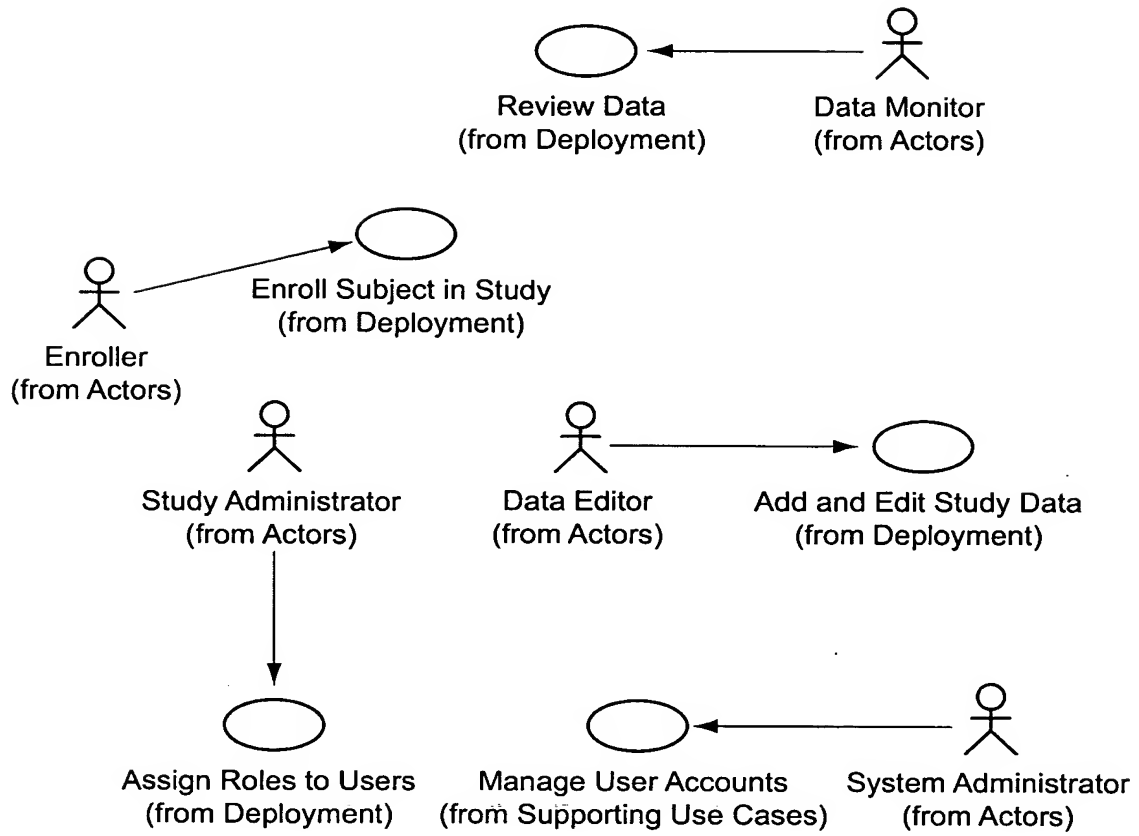 Review Data
(from Deployment)
Data Monitor
(from Actors)
Enroll Subject in Study
(from Deployment)
Enroller
(from Actors)
Study Administrator
(from Actors)
Data Editor
(from Actors)
Add and Edit Study Data
(from Deployment)
Assign Roles to Users
(from Deployment)
Manage User Accounts
(from Supporting Use Cases)
System Administrator
(from Actors)